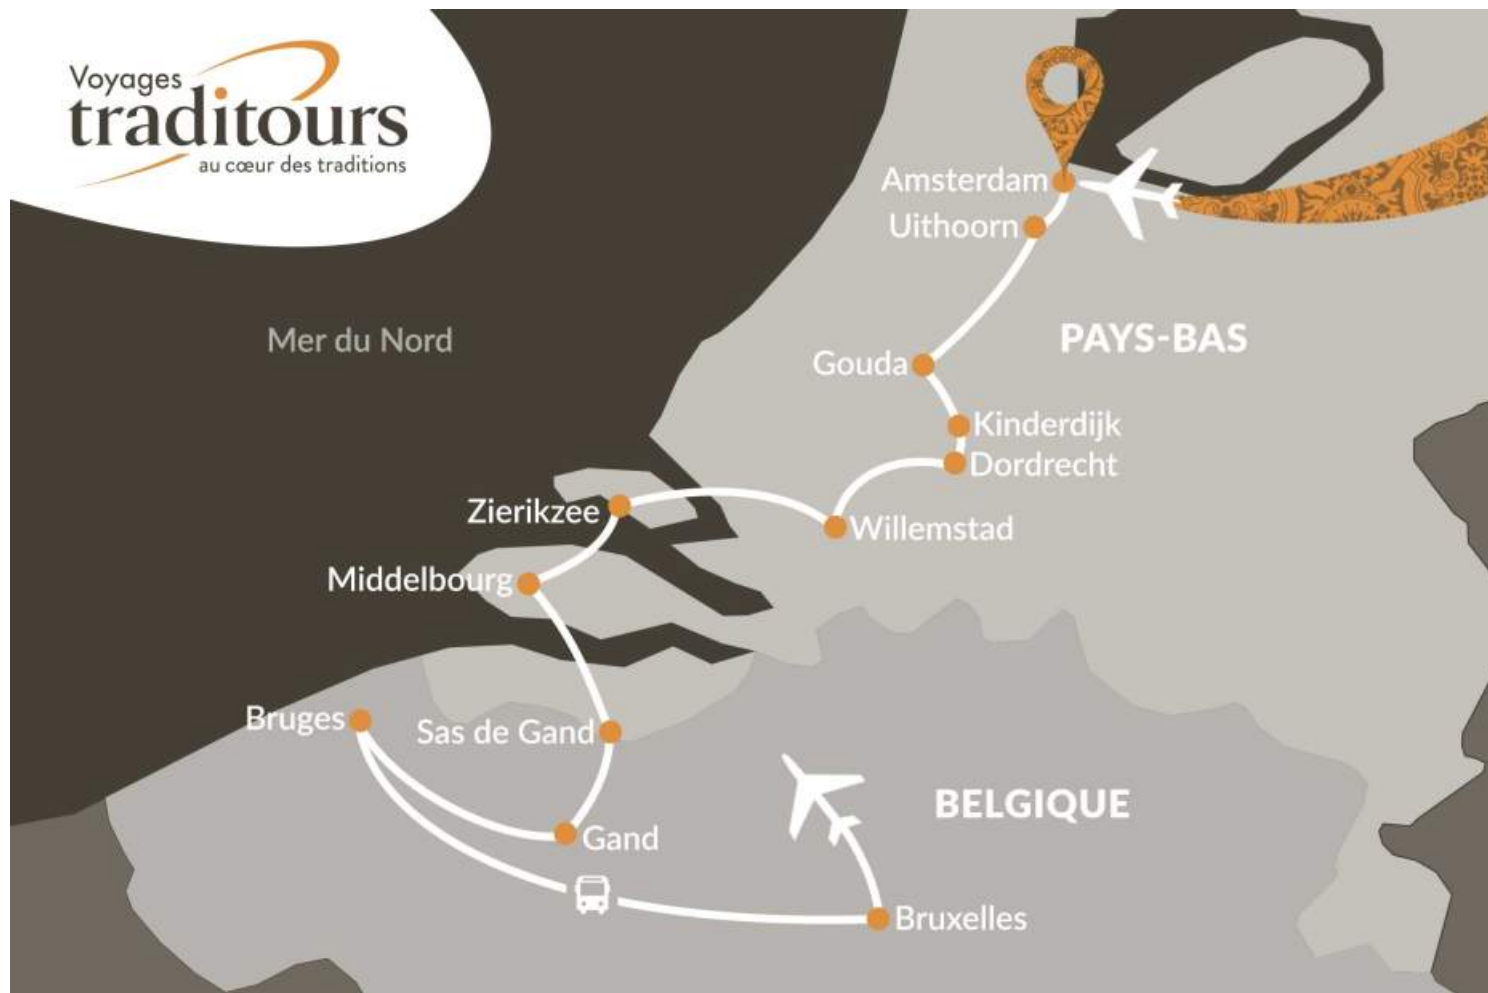 Voyages
traditours
au cœur des traditions
Amsterdam
Uithoorn
Mer du Nord
PAYS-BAS
Gouda
Kinderdijk
Dordrecht
Zierikzee
Willemstad
Middelbourg
Bruges
Sas de Gand
BELGIQUE
Gand
Bruxelles